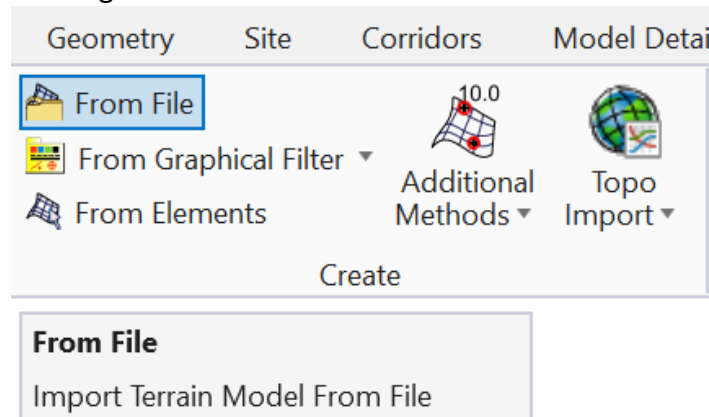 Geometry Site Corridors Model Detai
From File
From Graphical Filter
From Elements
10.0
Additional
Methods
Topo
Import
Create
From File
Import Terrain Model From File